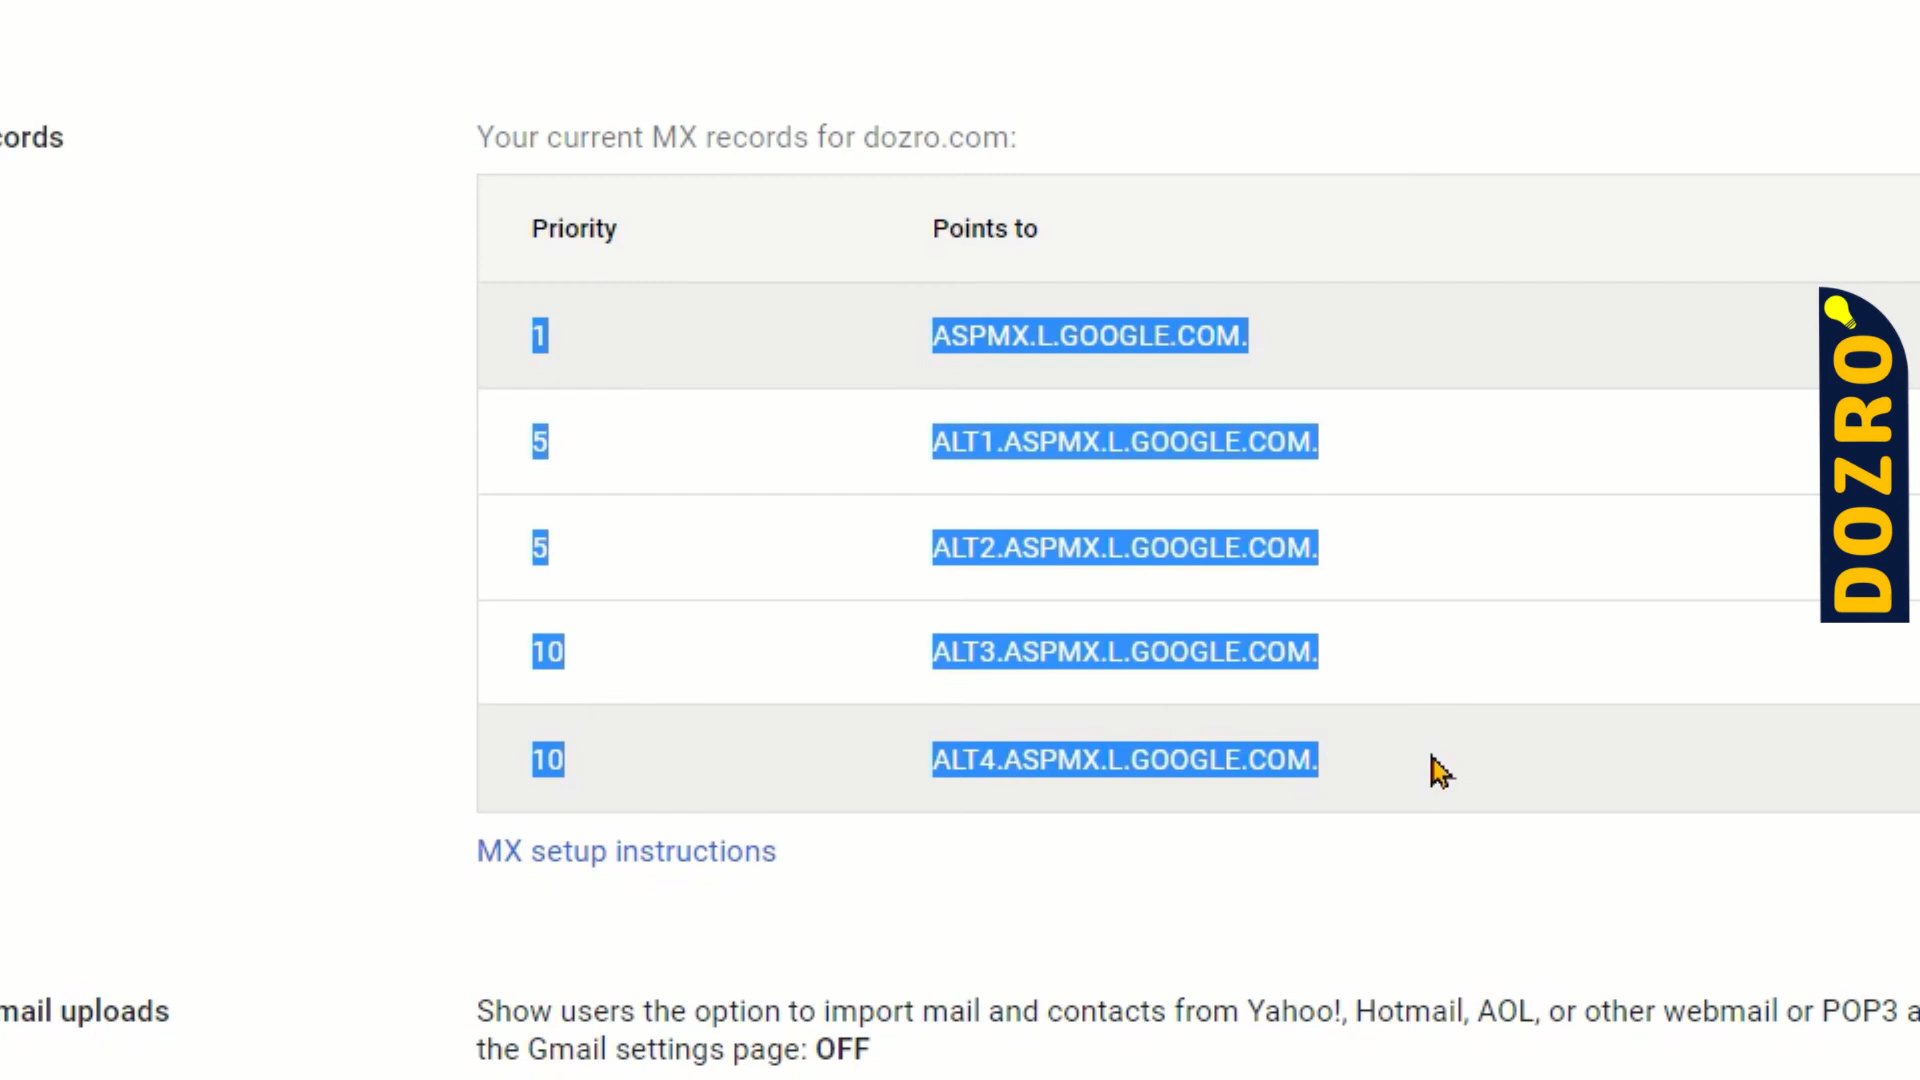 cords
Your current MX records for dozro.com:
Priority Points to
1 ASPMX.L.GOOGLE.COM.
5 ALT1.ASPMX.L.GOOGLE.COM.
5 ALT2.ASPMX.L.GOOGLE.COM.
10 ALT3.ASPMX.L.GOOGLE.COM.
10 ALT4.ASPMX.L.GOOGLE.COM.
MX setup instructions
mail uploads
Show users the option to import mail and contacts from Yahoo!, Hotmail, AOL, or other webmail or POP3 a
the Gmail settings page: OFF
DOZRO